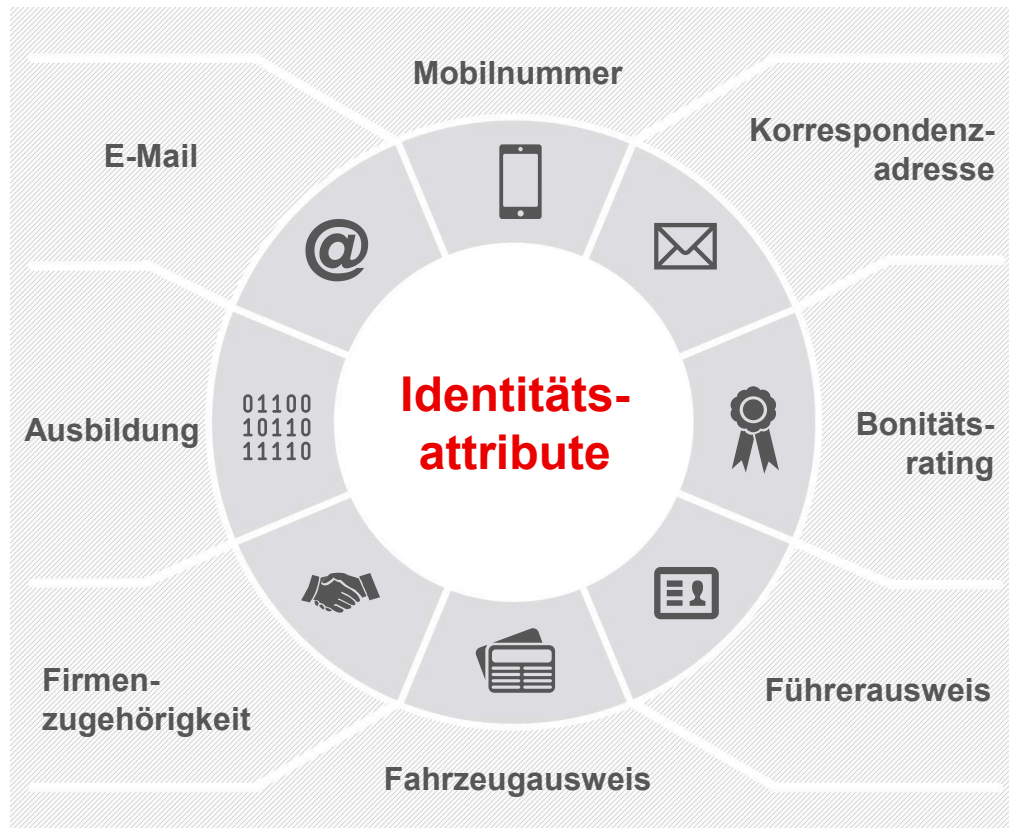 Mobilnummer
Korrespondenz-
adresse
E-Mail
@
Identitäts-
attribute
01100
10110
11110
Ausbildung
Bonitäts-
rating
Firmen-
zugehörigkeit
Führerausweis
Fahrzeugausweis